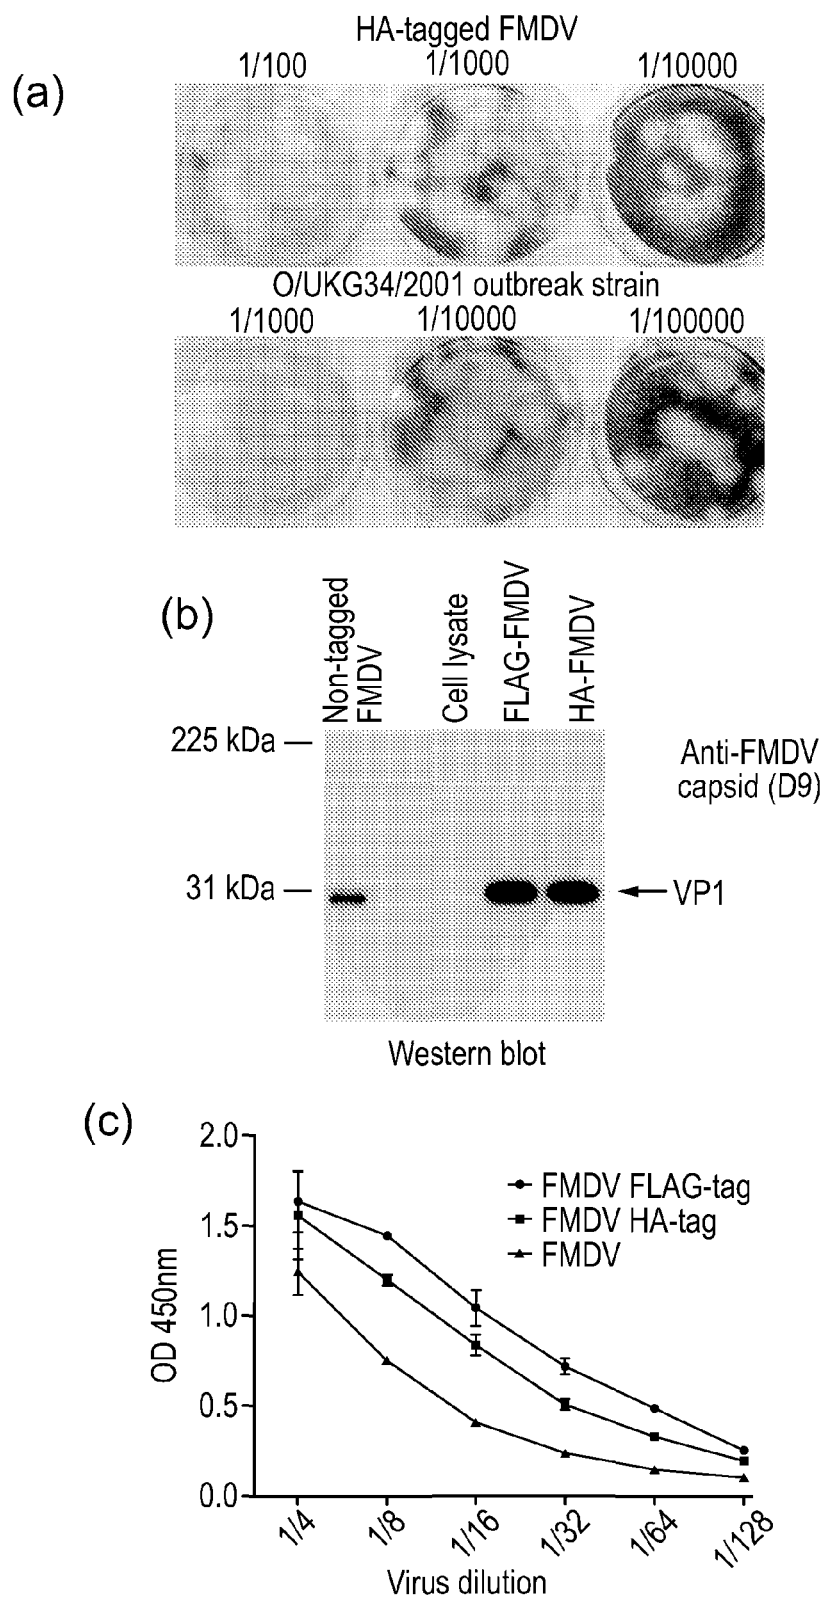 HA-tagged FMDV
1/100 1/1000 1/10000
(a)
O/UKG34/2001 outbreak strain
1/1000 1/10000 1/100000
(b)
Non-tagged
FMDV
Cell lysate
FLAG-FMDV
HA-FMDV
225 kDa
Anti-FMDV
capsid (D9)
31 kDa
VP1
Western blot
(c)
OD 450nm
2.0
1.5
1.0
0.5
0.0
FMDV FLAG-tag
FMDV HA-tag
FMDV
1/4 1/8 1/16 1/32 1/64 1/128
Virus dilution